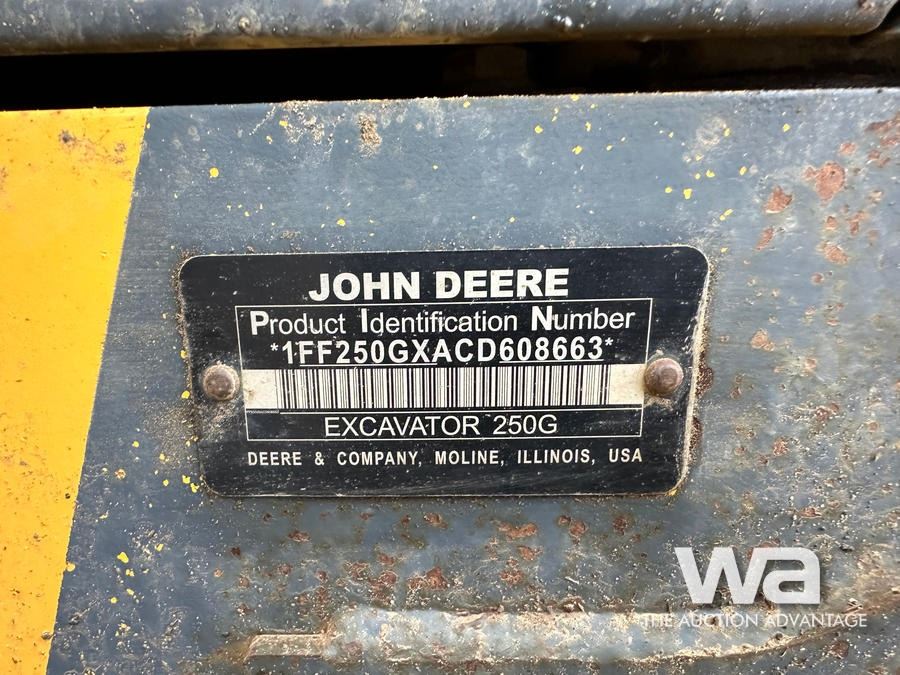 JOHN DEERE
Product Identification Number
*1FF250GXACD608663*
EXCAVATOR 250G
DEERE & COMPANY, MOLINE, ILLINOIS, USA
wa
THE AUCTION ADVANTAGE